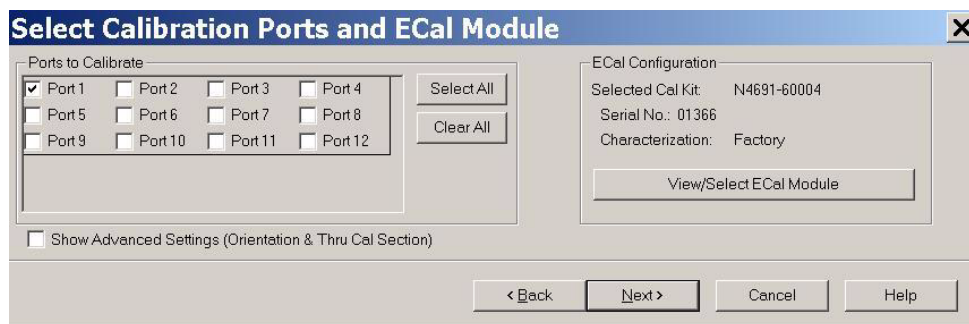 Select Calibration Ports and ECal Module
Ports to Calibrate
Port 1 Port 2 Port 3 Port 4
Port 5 Port 6 Port 7 Port 8
Port 9 Port 10 Port 11 Port 12
Select All
Clear All
ECal Configuration
Selected Cal Kit: N4691-60004
Serial No.: 01366
Characterization: Factory
View/Select ECal Module
Show Advanced Settings (Orientation & Thru Cal Section)
< Back Next > Cancel Help